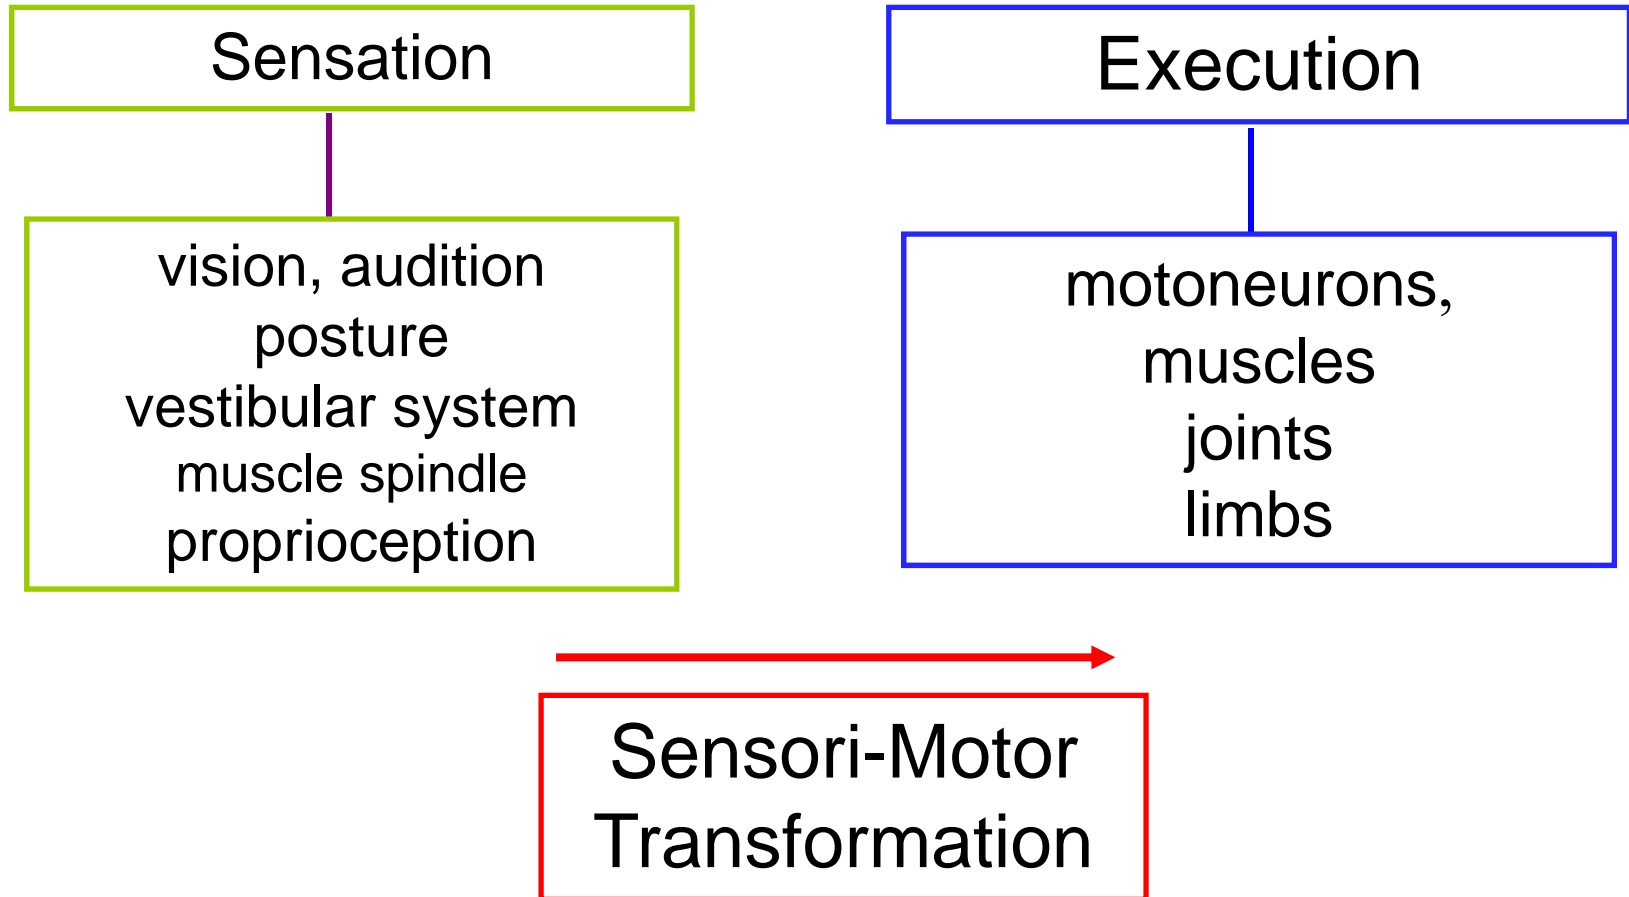 Sensation
vision, audition
posture
vestibular system
muscle spindle
proprioception
Execution
motoneurons,
muscles
joints
limbs
Sensori-Motor
Transformation